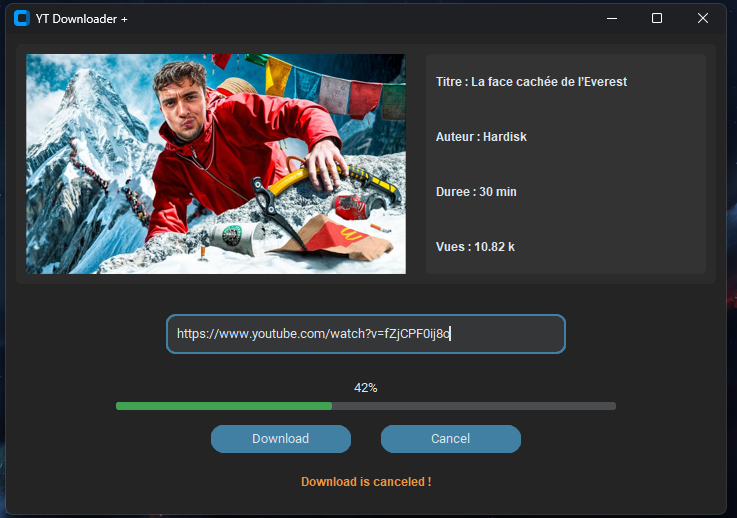 YT Downloader +
Titre : La face cachée de l'Everest
Auteur : Hardisk
Duree : 30 min
Vues : 10.82 k
https://www.youtube.com/watch?v=fZjCPF0ij8o
42%
Download
Cancel
Download is canceled !